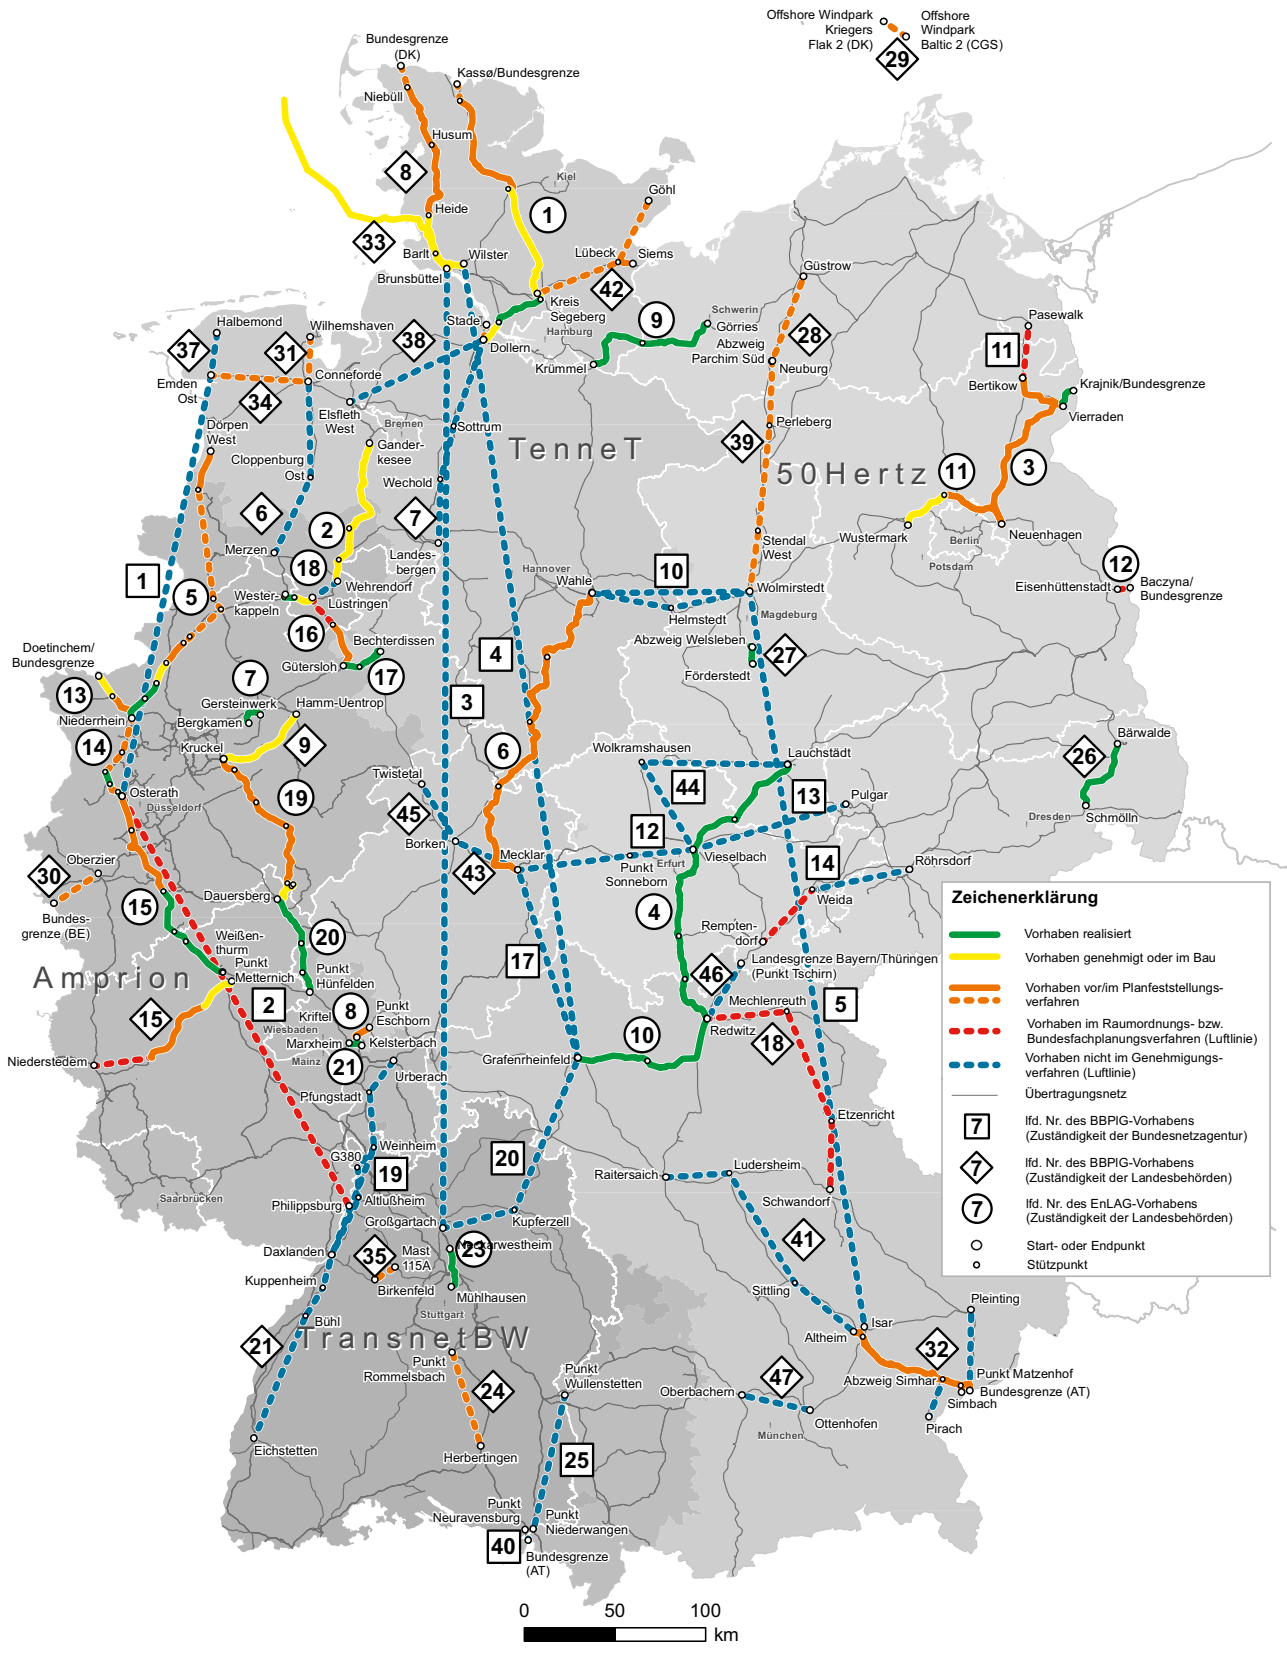 Offshore Windpark
Kriegers
Flak 2 (DK)
Offshore
Windpark
Baltic 2 (CGS)
29
Bundesgrenze
(DK)
Kassø/Bundesgrenze
Niebüll
Husum
8
Kiel
Göhl
1
Heide
33
Barlt
Wilster
Lübeck
Siems
Brunsbüttel
Güstrow
42
Kreis
Segeberg
Schwerin
Halbemond
Wilhemshaven
Stade
Hamburg
9
Görries
Pasewalk
37
31
38
Dollern
Abzweig
Parchim Süd
28
11
Krümmel
Neuburg
Emden
Ost
Conneforde
Bertikow
Krajnik/Bundesgrenze
34
Elsfleth
West
Vierraden
Dörpen
West
Bremen
Sottrum
Perleberg
Gander-
kesee
TenneT
39
Cloppenburg
Ost
50Hertz
11
3
Wechold
6
7
2
Wustermark
Neuenhagen
Berlin
Stendal
West
Merzen
Landes-
bergen
Potsdam
18
Hannover
12
1
Wehrendorf
Wahle
10
Wolmirstedt
Eisenhüttenstadt
Baczyna/
Bundesgrenze
5
Wester-
kappeln
Lüstringen
Helmstedt
Magdeburg
16
Bechterdissen
Abzweig Welsleben
27
Doetinchem/
Bundesgrenze
4
Gütersloh
17
Förderstedt
13
7
3
Gersteinwerk
Hamm-Uentrop
Niederrhein
Bergkamen
Bärwalde
14
Kruckel
9
6
Wolkramshausen
Lauchstädt
26
Twistetal
44
13
Osterath
19
Pulgar
Düsseldorf
45
12
Dresden
Schmölln
Borken
Mecklar
Erfurt
Vieselbach
Oberzier
43
Punkt
Sonneborn
14
Röhrsdorf
30
Dauersberg
Weida
Bundes-
grenze (BE)
15
4
Zeichenerklärung
Vorhaben realisiert
Vorhaben genehmigt oder im Bau
Vorhaben vor/im Planfeststellungs-
verfahren
Vorhaben im Raumordnungs- bzw.
Bundesfachplanungsverfahren (Luftlinie)
Vorhaben nicht im Genehmigungs-
verfahren (Luftlinie)
Übertragungsnetz
7
lfd. Nr. des BBPlG-Vorhabens
(Zuständigkeit der Bundesnetzagentur)
7
lfd. Nr. des BBPlG-Vorhabens
(Zuständigkeit der Landesbehörden)
7
lfd. Nr. des EnLAG-Vorhabens
(Zuständigkeit der Landesbehörden)
Start- oder Endpunkt
Stützpunkt
Weißen-
thurm
20
Rempten-
dorf
Amprion
Punkt
Metternich
Punkt
Hünfelden
17
46
Landesgrenze Bayern/Thüringen
(Punkt Tschirn)
15
2
Kriftel
8
Punkt
Eschborn
Mechlenreuth
5
Wiesbaden
Marxheim
Kelsterbach
10
Redwitz
18
Niederstedem
Mainz
21
Grafenrheinfeld
Urberach
Pfungstadt
Etzenricht
Weinheim
G380
19
20
Raitersaich
Ludersheim
Saarbrücken
Philippsburg
Altlußheim
Schwandorf
Großgartach
Kupferzell
Daxlanden
35
Mast
115A
Neckarwestheim
23
41
Kuppenheim
Birkenfeld
Mühlhausen
Sittling
Bühl
Stuttgart
Pleinting
21
TransnetBW
Altheim
Isar
32
Punkt
Rommelsbach
Punkt
Wullenstetten
Abzweig Simhar
Punkt Matzenhof
24
47
Oberbachern
Bundesgrenze (AT)
Simbach
Ottenhofen
Pirach
München
Eichstetten
Herbertingen
25
Punkt
Neuravensburg
Punkt
Niederwangen
40
Bundesgrenze
(AT)
0
50
100
km